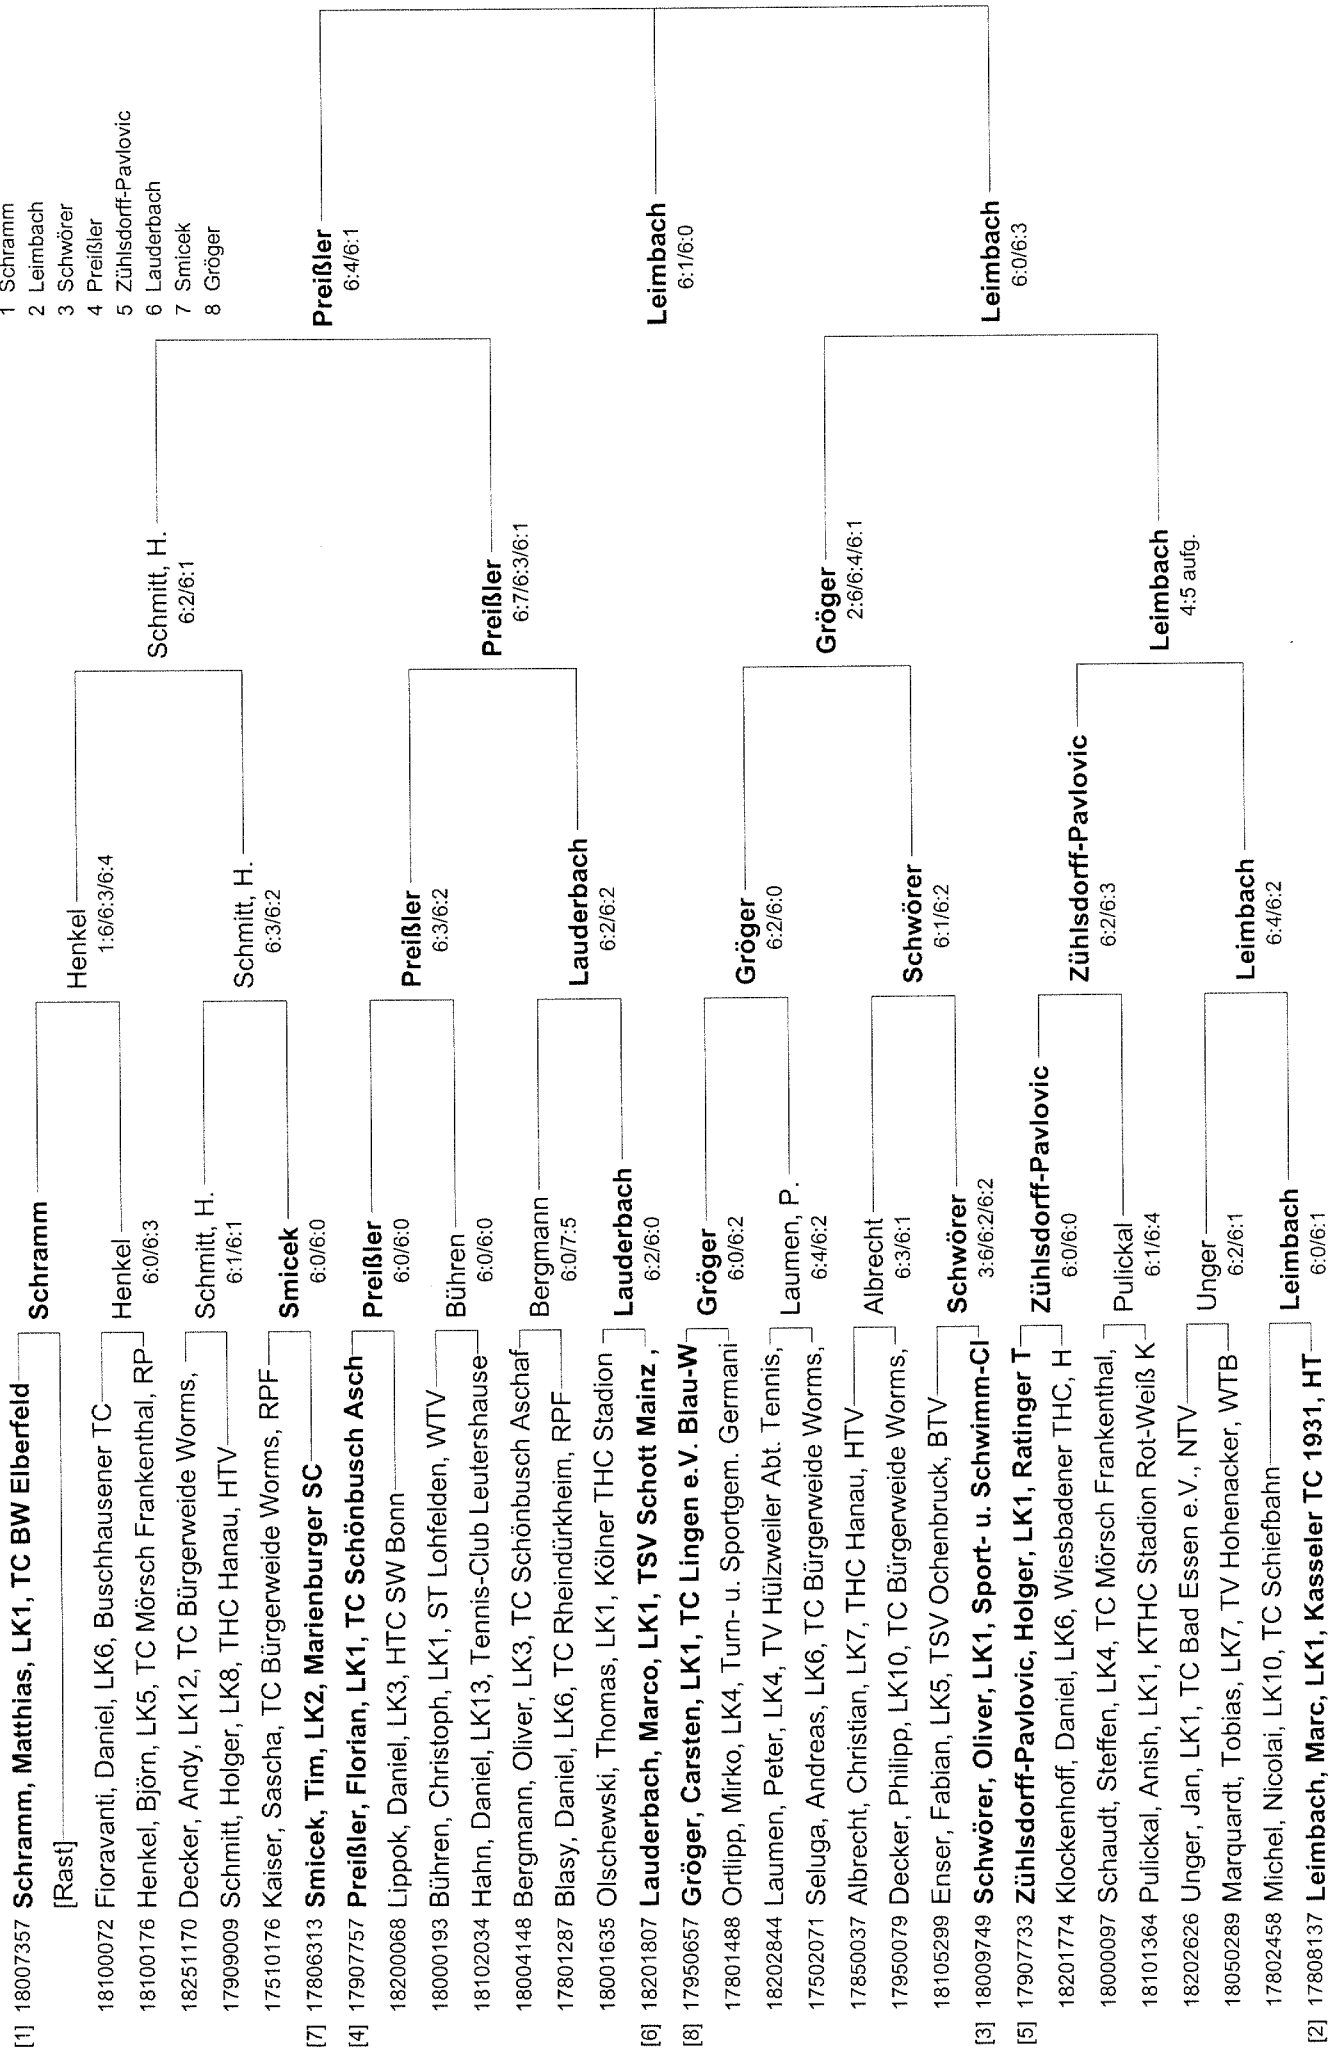 1 Schramm
2 Leimbach
3 Schwörer
4 Preißler
5 Zühlsdorff-Pavlovic
6 Lauderbach
7 Smicek
8 Gröger
[1] 18007357 Schramm, Matthias, LK1, TC BW Elberfeld
[Rast]
18100072 Fioravanti, Daniel, LK6, Buschhausener TC
18100176 Henkel, Björn, LK5, TC Mörsch Frankenthal, RP
18251170 Decker, Andy, LK12, TC Bürgerweide Worms,
17909009 Schmitt, Holger, LK8, THC Hanau, HTV
17510176 Kaiser, Sascha, TC Bürgerweide Worms, RPF
[7] 17806313 Smicek, Tim, LK2, Marienburger SC
[4] 17907757 Preißler, Florian, LK1, TC Schönbusch Asch
18200068 Lippok, Daniel, LK3, HTC SW Bonn
18000193 Bühren, Christoph, LK1, ST Lohfelden, WTV
18102034 Hahn, Daniel, LK13, Tennis-Club Leutershause
18004148 Bergmann, Oliver, LK3, TC Schönbusch Aschaf
17801287 Blasy, Daniel, LK6, TC Rheindürkheim, RPF
18001635 Olschewski, Thomas, LK1, Kölner THC Stadion
[6] 18201807 Lauderbach, Marco, LK1, TSV Schott Mainz ,
[8] 17950657 Gröger, Carsten, LK1, TC Lingen e.V. Blau-W
17801488 Ortlipp, Mirko, LK4, Turn- u. Sportgem. Germani
18202844 Laumen, Peter, LK4, TV Hülzweiler Abt. Tennis,
17502071 Seluga, Andreas, LK6, TC Bürgerweide Worms,
17850037 Albrecht, Christian, LK7, THC Hanau, HTV
17950079 Decker, Philipp, LK10, TC Bürgerweide Worms,
18105299 Enser, Fabian, LK5, TSV Ochenbruck, BTV
[3] 18009749 Schwörer, Oliver, LK1, Sport- u. Schwimm-Cl
[5] 17907733 Zühlsdorff-Pavlovic, Holger, LK1, Ratinger T
18201774 Klockenhoff, Daniel, LK6, Wiesbadener THC, H
18000097 Schaudt, Steffen, LK4, TC Mörsch Frankenthal,
18101364 Pulickal, Anish, LK1, KTHC Stadion Rot-Weiß K
18202626 Unger, Jan, LK1, TC Bad Essen e.V., NTV
18050289 Marquardt, Tobias, LK7, TV Hohenacker, WTB
17802458 Michel, Nicolai, LK10, TC Schiefbahn
[2] 17808137 Leimbach, Marc, LK1, Kasseler TC 1931, HT
Schramm
Henkel
6:0/6:3
Schmitt, H.
6:1/6:1
Smicek
6:0/6:0
Preißler
6:0/6:0
Bühren
6:0/6:0
Bergmann
6:0/7:5
Lauderbach
6:2/6:0
Gröger
6:0/6:2
Laumen, P.
6:4/6:2
Albrecht
6:3/6:1
Schwörer
3:6/6:2/6:2
Zühlsdorff-Pavlovic
6:0/6:0
Pulickal
6:1/6:4
Unger
6:2/6:1
Leimbach
6:0/6:1
Henkel
1:6/6:3/6:4
Schmitt, H.
6:3/6:2
Preißler
6:3/6:2
Lauderbach
6:2/6:2
Gröger
6:2/6:0
Schwörer
6:1/6:2
Zühlsdorff-Pavlovic
6:2/6:3
Leimbach
6:4/6:2
Schmitt, H.
6:2/6:1
Preißler
6:7/6:3/6:1
Gröger
2:6/6:4/6:1
Leimbach
4:5 aufg.
Preißler
6:4/6:1
Leimbach
6:0/6:3
Leimbach
6:1/6:0